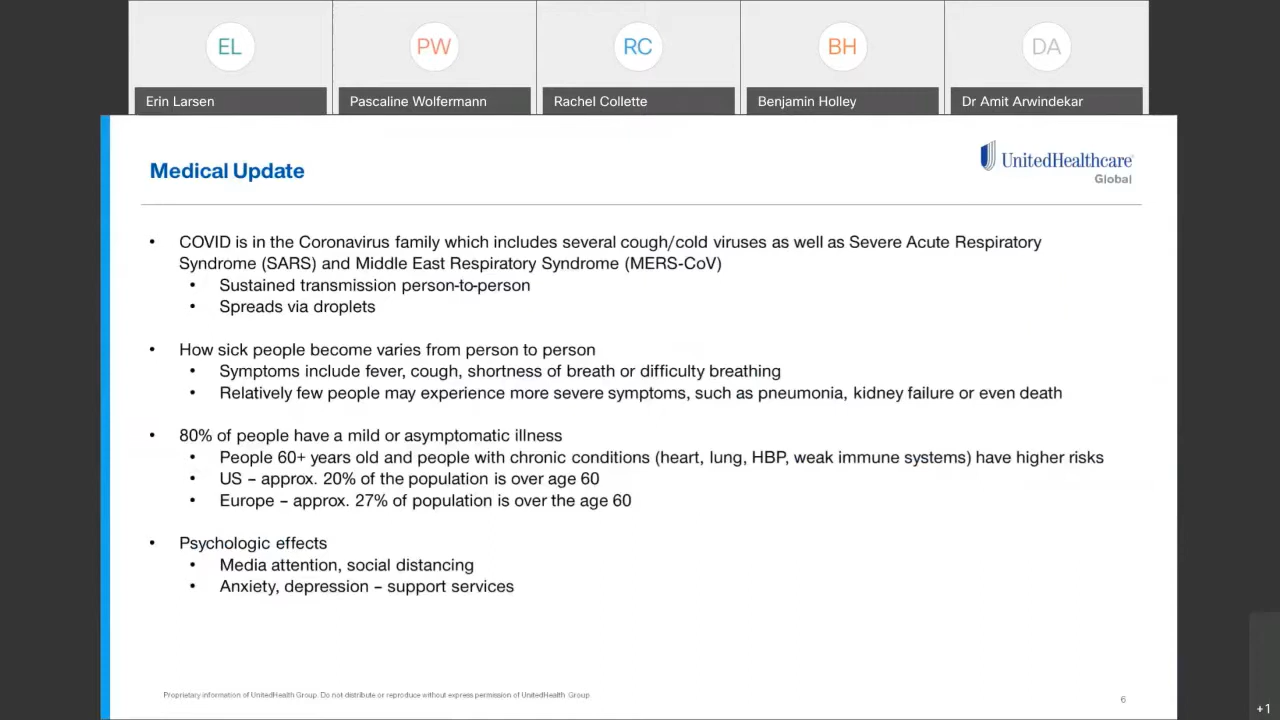 EL
PW
RC
BH
DA
Erin Larsen
Pascaline Wolfermann
Rachel Collette
Benjamin Holley
Dr Amit Arwindekar
Medical Update
UnitedHealthcare
Global
• COVID is in the Coronavirus family which includes several cough/cold viruses as well as Severe Acute Respiratory
Syndrome (SARS) and Middle East Respiratory Syndrome (MERS-CoV)
• Sustained transmission person-to-person
• Spreads via droplets
• How sick people become varies from person to person
• Symptoms include fever, cough, shortness of breath or difficulty breathing
• Relatively few people may experience more severe symptoms, such as pneumonia, kidney failure or even death
• 80% of people have a mild or asymptomatic illness
• People 60+ years old and people with chronic conditions (heart, lung, HBP, weak immune systems) have higher risks
• US – approx. 20% of the population is over age 60
• Europe – approx. 27% of population is over the age 60
• Psychologic effects
• Media attention, social distancing
• Anxiety, depression – support services
Proprietary information of UnitedHealth Group. Do not distribute or reproduce without express permission of UnitedHealth Group
6
+1